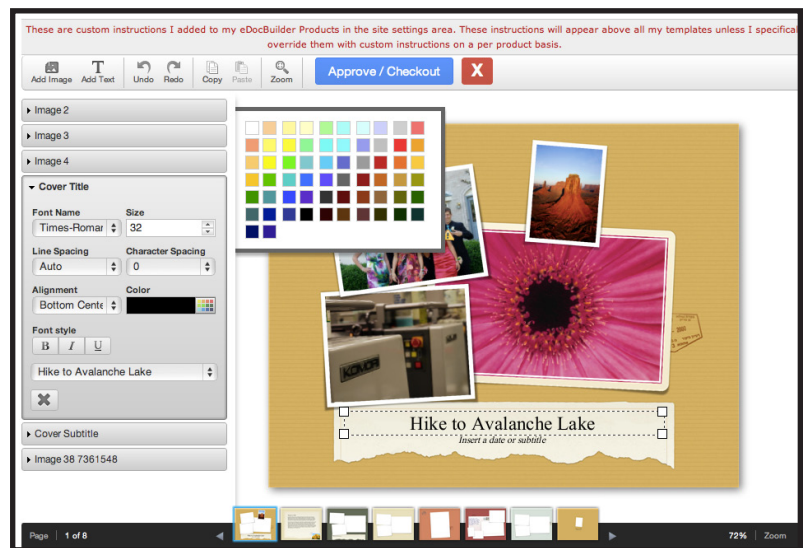 These are custom instructions I added to my eDocBuilder Products in the site settings area. These instructions will appear above all my templates unless I specifical
override them with custom instructions on a per product basis.
Add Image Add Text Undo Redo Copy Paste Zoom Approve / Checkout X
Image 2
Image 3
Image 4
Cover Title
Font Name Size
Times-Romar 32
Line Spacing Character Spacing
Auto 0
Alignment Color
Bottom Cente
Font style
B I U
Hike to Avalanche Lake
Cover Subtitle
Image 38 7361548
KOMORI
Hike to Avalanche Lake
Insert a date or subtitle
Page 1 of 8
72% Zoom